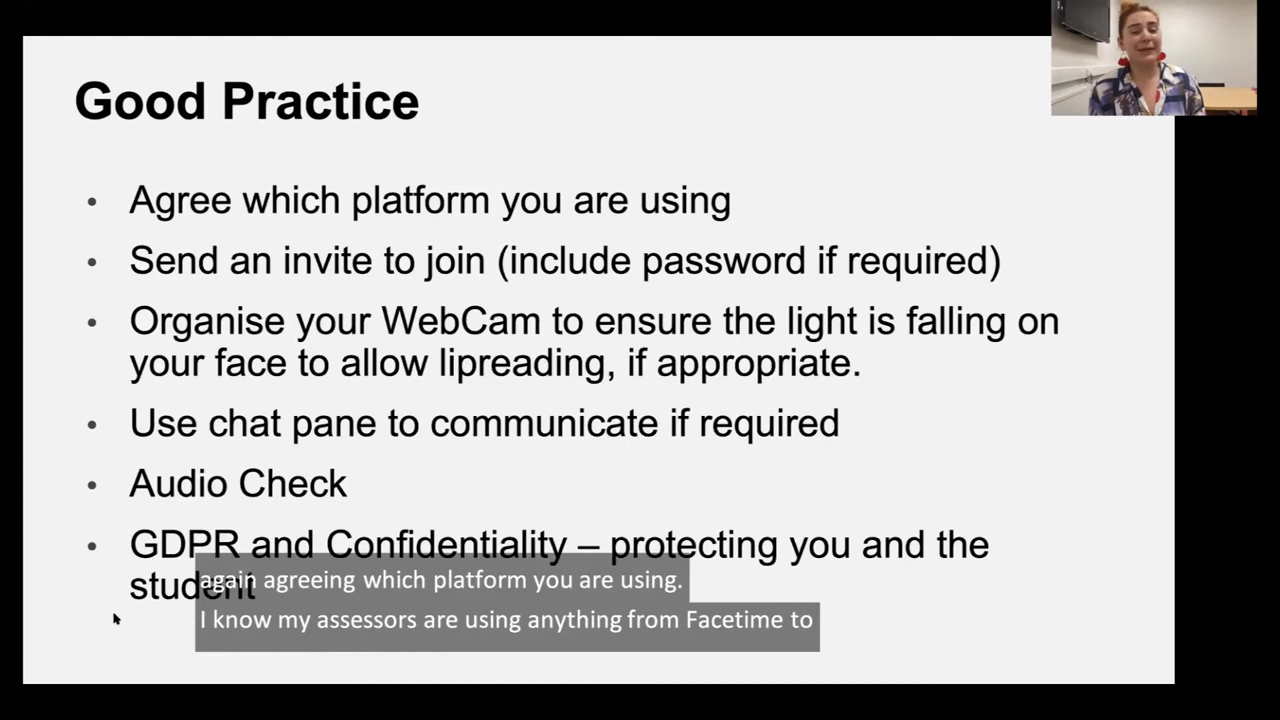 Good Practice
• Agree which platform you are using
• Send an invite to join (include password if required)
• Organise your WebCam to ensure the light is falling on
your face to allow lipreading, if appropriate.
• Use chat pane to communicate if required
• Audio Check
• GDPR and Confidentiality – protecting you and the
student
again agreeing which platform you are using.
I know my assessors are using anything from Facetime to